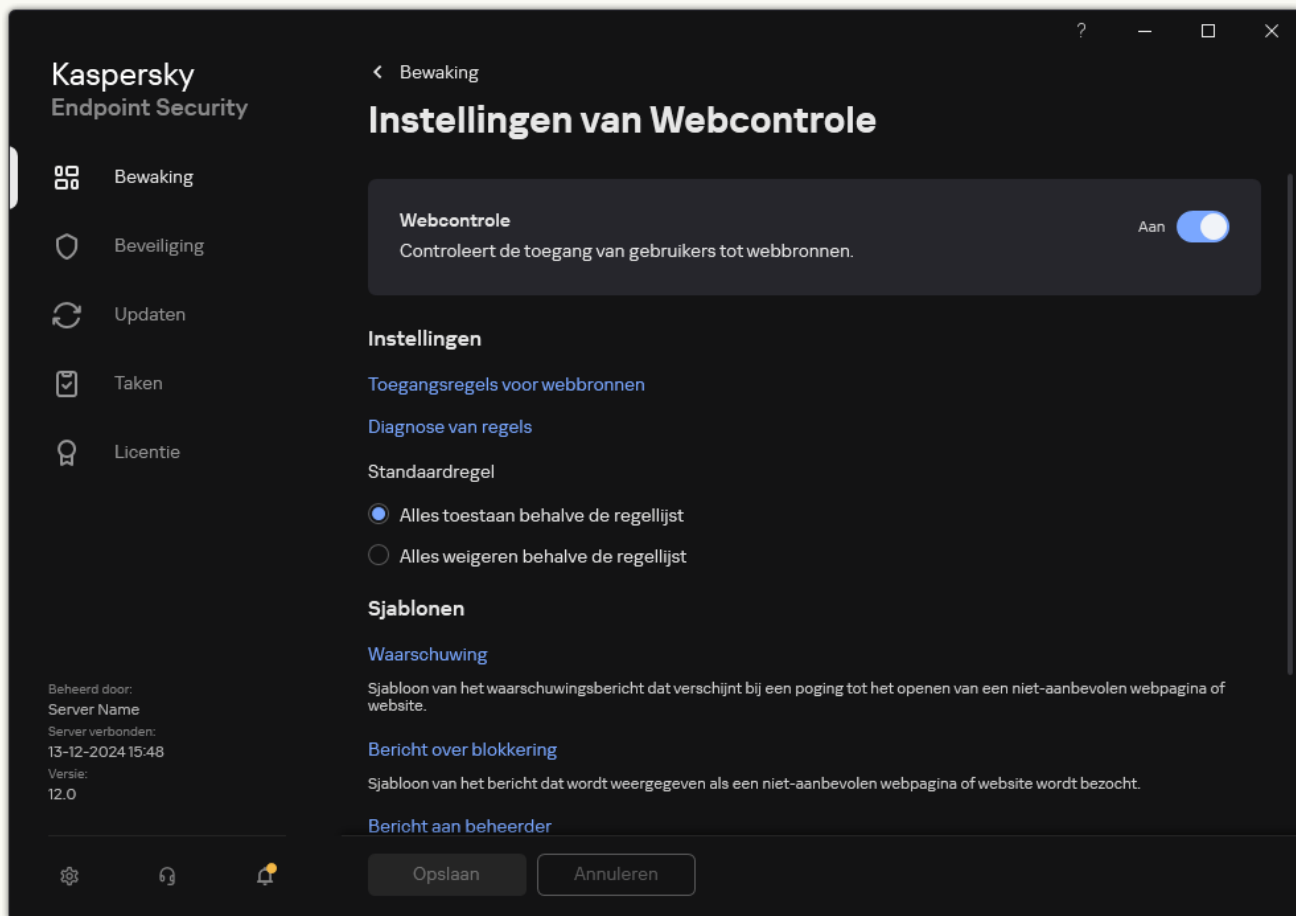 ?
Kaspersky
Endpoint Security
Bewaking
Beveiliging
Updaten
Taken
Licentie
Beheerd door:
Server Name
Server verbonden:
13-12-2024 15:48
Versie:
12.0
Bewaking
Instellingen van Webcontrole
Webcontrole
Controleert de toegang van gebruikers tot webbronnen.
Aan
Instellingen
Toegangsregels voor webbronnen
Diagnose van regels
Standaardregel
Alles toestaan behalve de regellijst
Alles weigeren behalve de regellijst
Sjablonen
Waarschuwing
Sjabloon van het waarschuwingsbericht dat verschijnt bij een poging tot het openen van een niet-aanbevolen webpagina of
website.
Bericht over blokkering
Sjabloon van het bericht dat wordt weergegeven als een niet-aanbevolen webpagina of website wordt bezocht.
Bericht aan beheerder
Opslaan
Annuleren